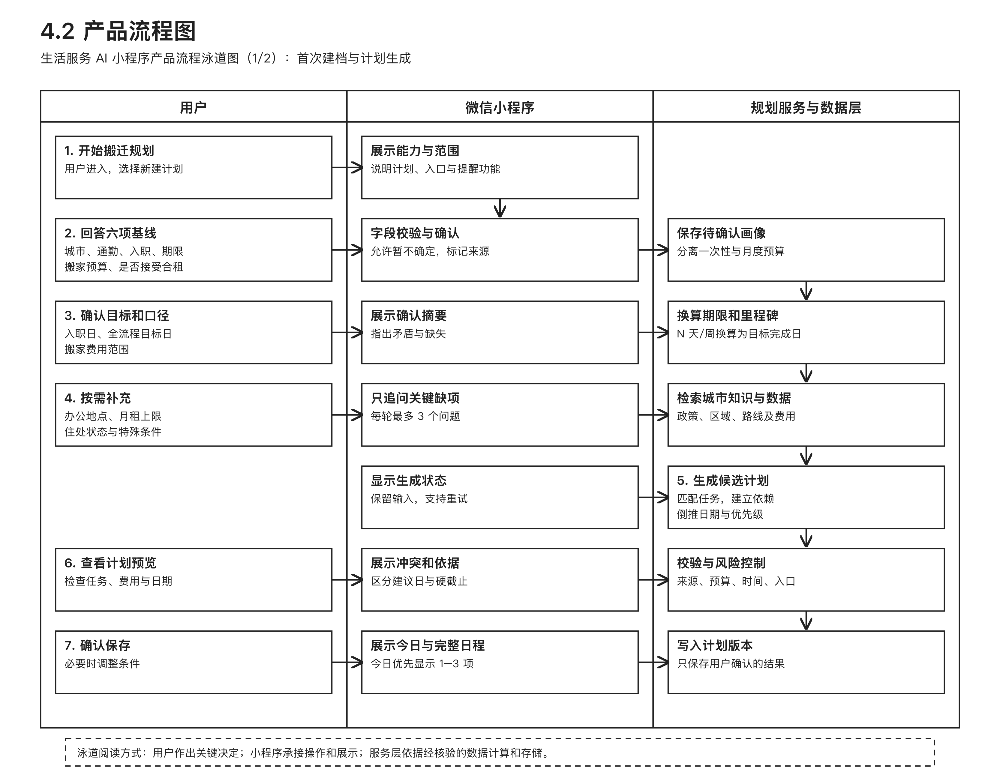 4.2 产品流程图
生活服务 AI 小程序产品流程泳道图（1/2）：首次建档与计划生成
用户
微信小程序
规划服务与数据层
1. 开始搬迁规划
用户进入，选择新建计划
展示能力与范围
说明计划、入口与提醒功能
2. 回答六项基线
城市、通勤、入职、期限
搬家预算、是否接受合租
字段校验与确认
允许暂不确定，标记来源
保存待确认画像
分离一次性与月度预算
3. 确认目标和口径
入职日、全流程目标日
搬家费用范围
展示确认摘要
指出矛盾与缺失
换算期限和里程碑
N 天/周换算为目标完成日
4. 按需补充
办公地点、月租上限
住处状态与特殊条件
只追问关键缺项
每轮最多 3 个问题
检索城市知识与数据
政策、区域、路线及费用
显示生成状态
保留输入，支持重试
5. 生成候选计划
匹配任务，建立依赖
倒推日期与优先级
6. 查看计划预览
检查任务、费用与日期
展示冲突和依据
区分建议日与硬截止
校验与风险控制
来源、预算、时间、入口
7. 确认保存
必要时调整条件
展示今日与完整日程
今日优先显示 1–3 项
写入计划版本
只保存用户确认的结果
泳道阅读方式：用户作出关键决定；小程序承接操作和展示；服务层依据经核验的数据计算和存储。